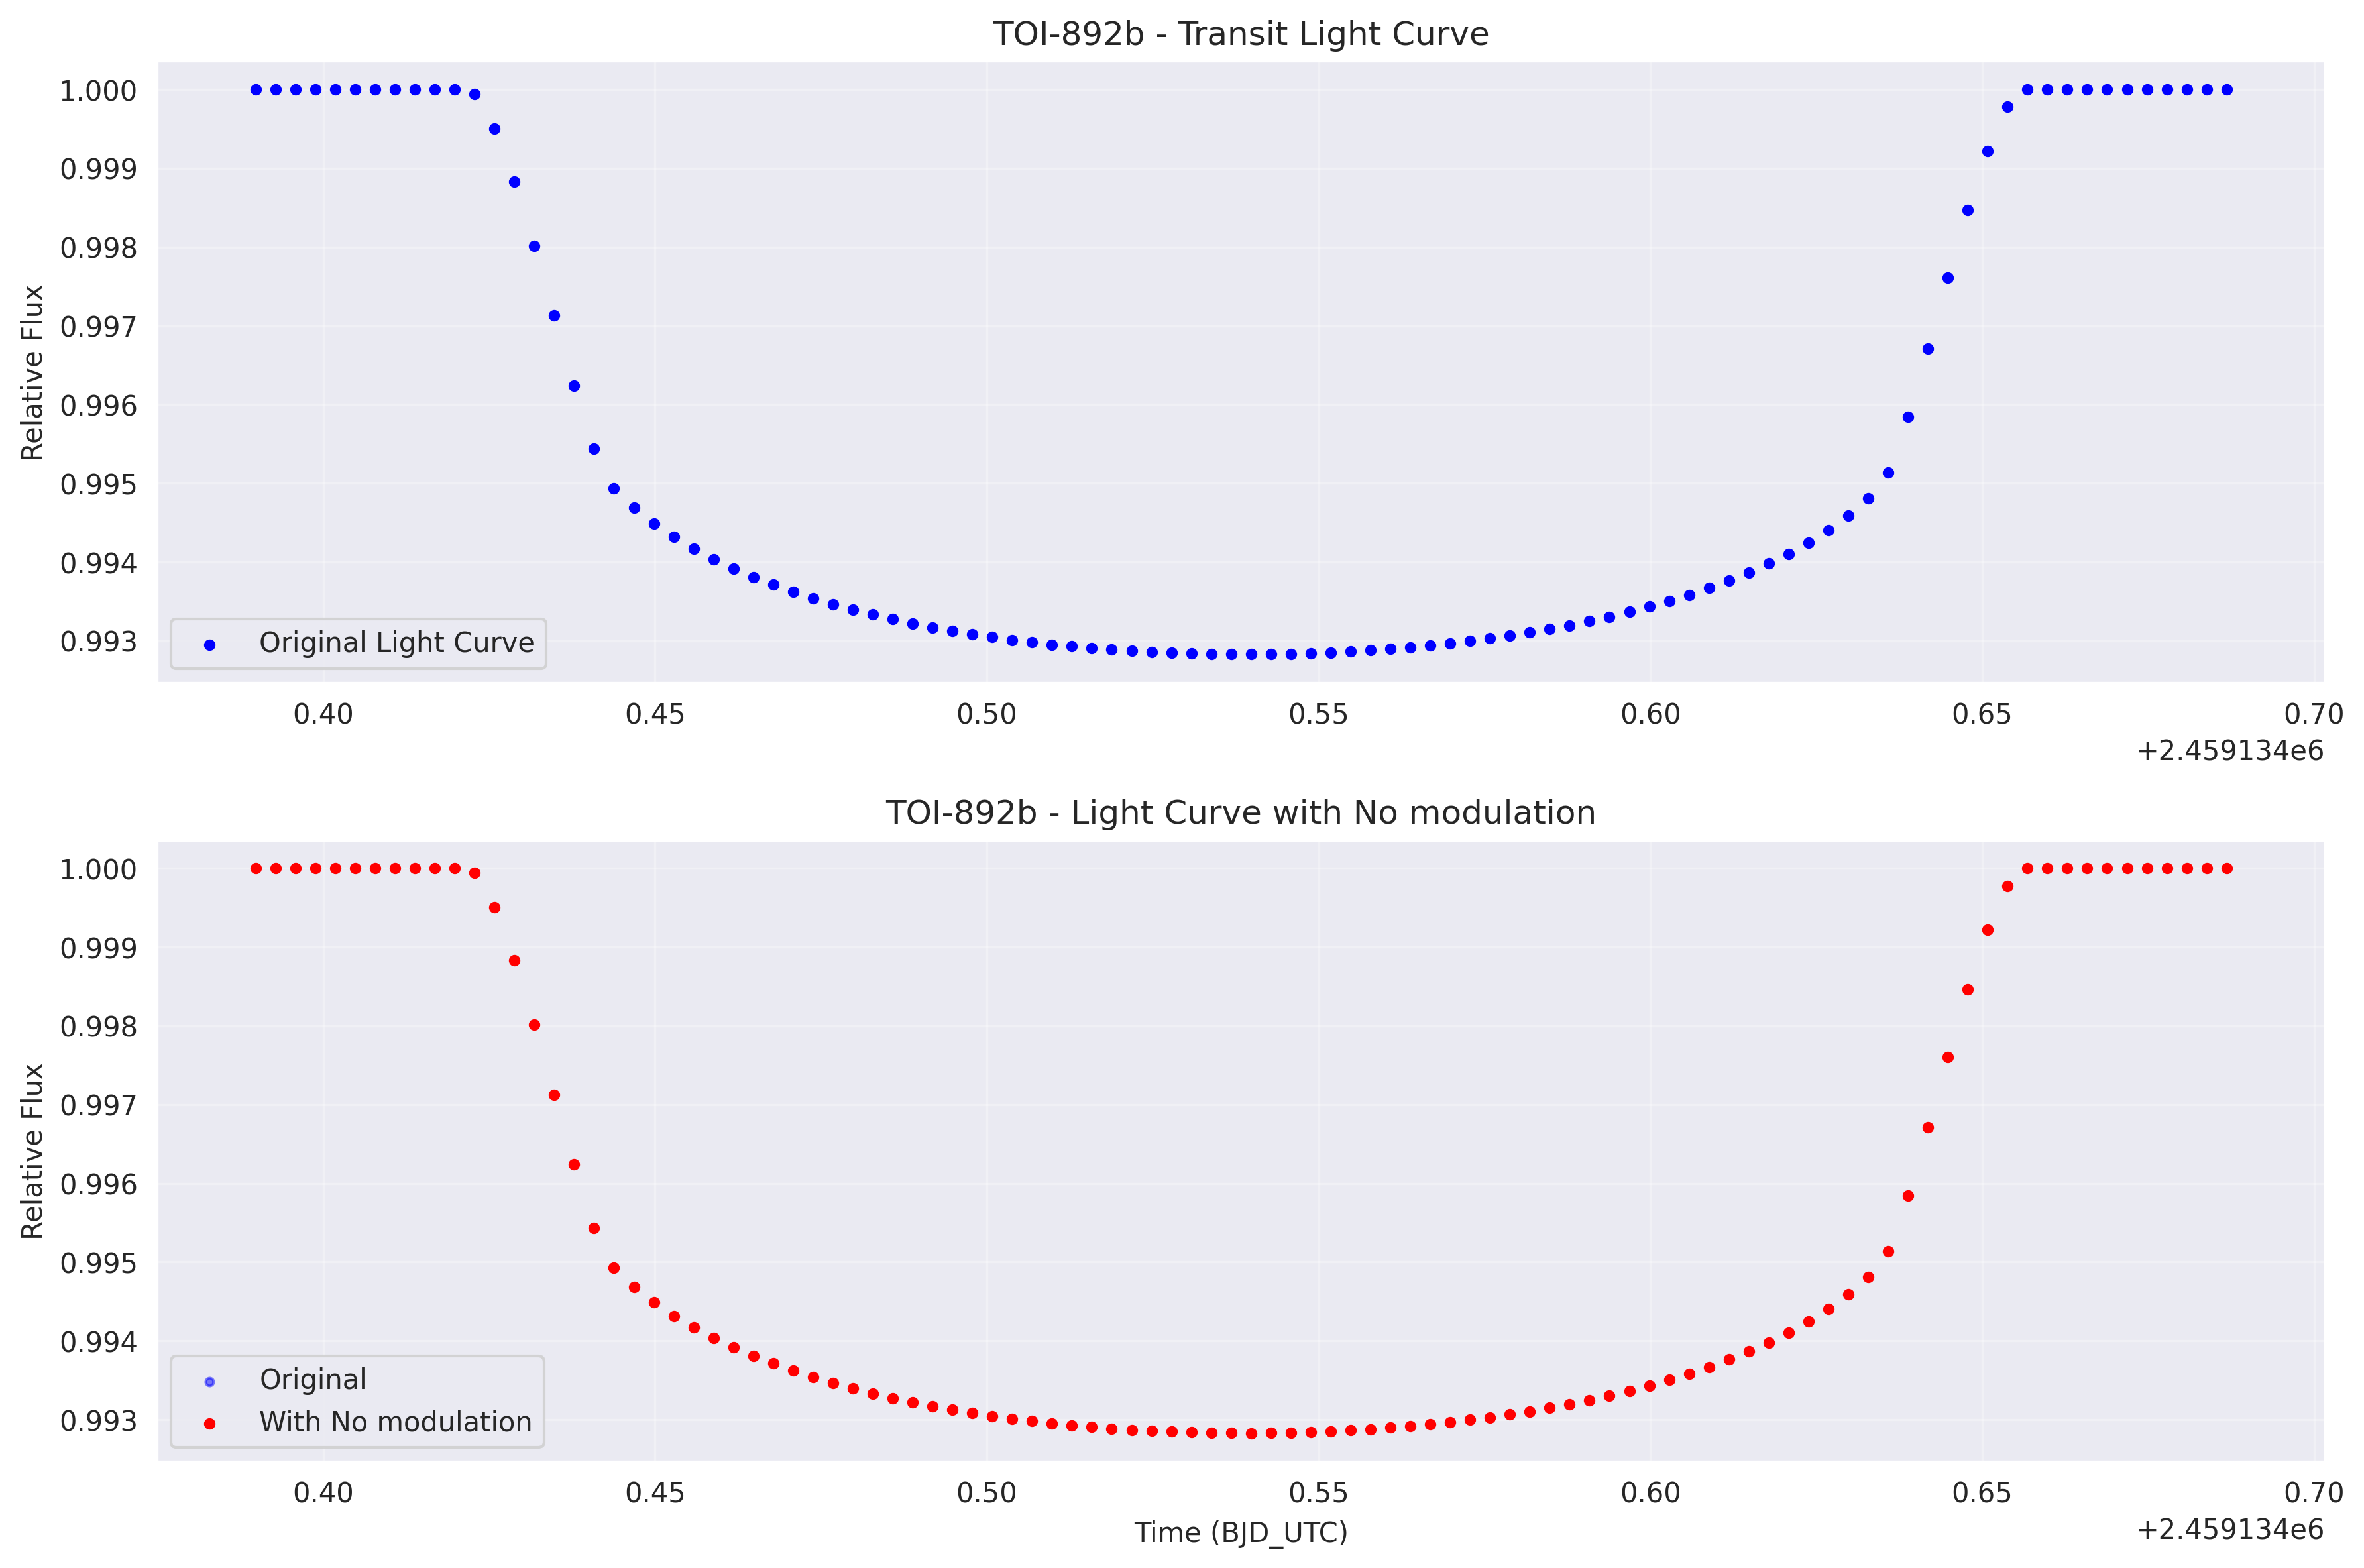 TOI-892b - Transit Light Curve
Relative Flux
1.000
0.999
0.998
0.997
0.996
0.995
0.994
0.993
Original Light Curve
0.40 0.45 0.50 0.55 0.60 0.65 0.70
+2.459134e6
TOI-892b - Light Curve with No modulation
Relative Flux
1.000
0.999
0.998
0.997
0.996
0.995
0.994
0.993
Original
With No modulation
0.40 0.45 0.50 0.55 0.60 0.65 0.70
+2.459134e6
Time (BJD_UTC)